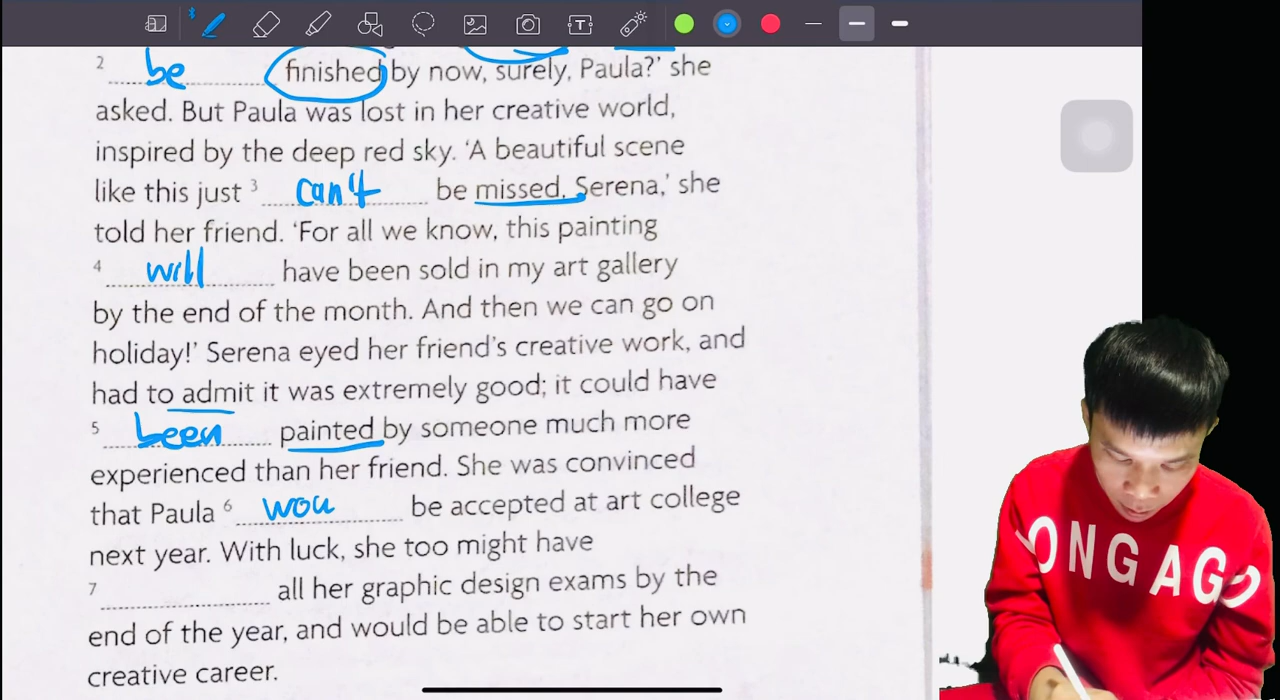 2 be finished by now, surely, Paula?' she
asked. But Paula was lost in her creative world,
inspired by the deep red sky. 'A beautiful scene
like this just 3 can't be missed, Serena,' she
told her friend. 'For all we know, this painting
4 will have been sold in my art gallery
by the end of the month. And then we can go on
holiday!' Serena eyed her friend's creative work, and
had to admit it was extremely good; it could have
5 been painted by someone much more
experienced than her friend. She was convinced
that Paula 6 wou be accepted at art college
next year. With luck, she too might have
7 all her graphic design exams by the
end of the year, and would be able to start her own
creative career.
T
ONGAGO